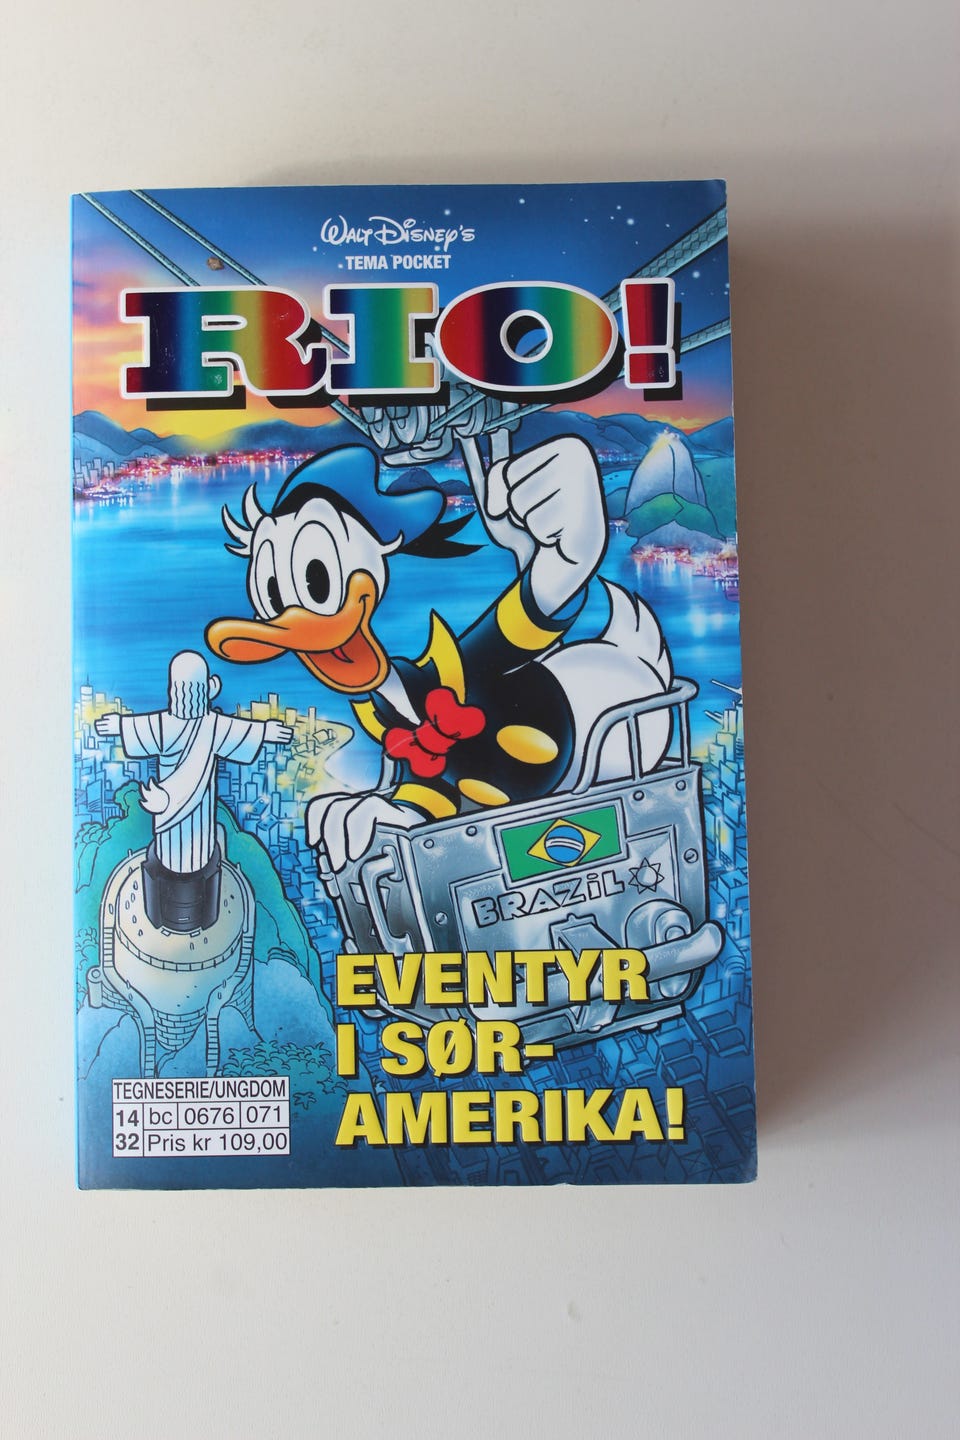 WALT DISNEY'S
TEMA POCKET
RIO!
BRAZIL
EVENTYR
I SØR-
AMERIKA!
TEGNESERIE/UNGDOM
14 bc 0676 071
32 Pris kr 109,00